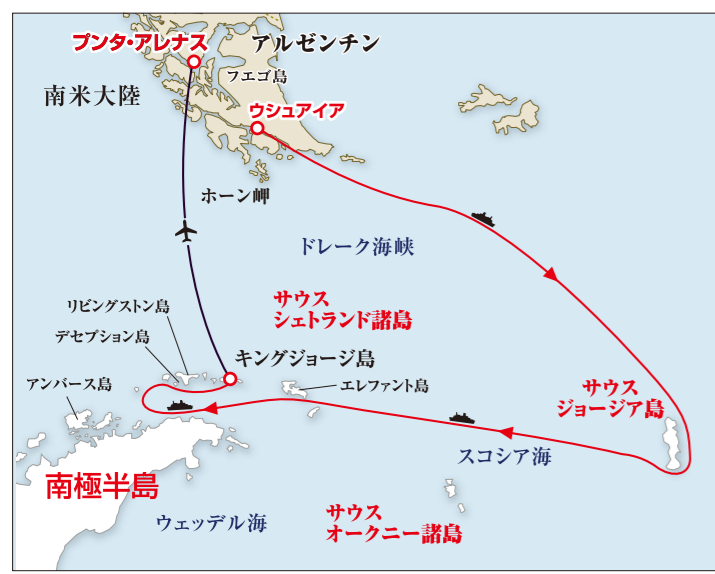 プンタ・アレナス
アルゼンチン
フエゴ島
南米大陸
ウシュアイア
ホーン岬
ドレーク海峡
サウス
シェトランド諸島
リビングストン島
デセプション島
キングジョージ島
アンバース島
エレファント島
サウス
ジョージア島
スコシア海
南極半島
ウェッデル海
サウス
オークニー諸島